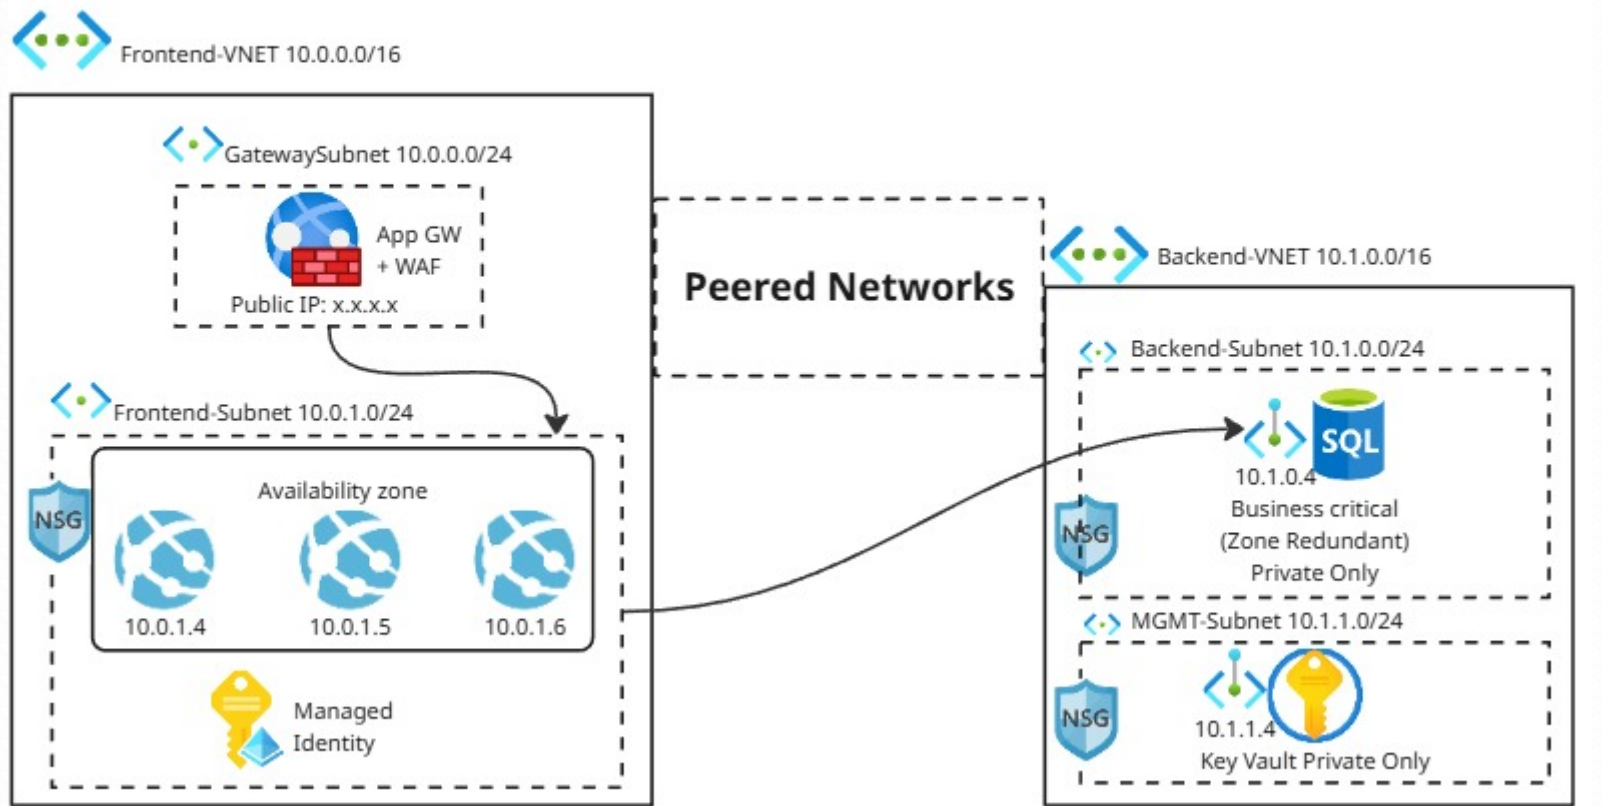 Frontend-VNET 10.0.0.0/16
GatewaySubnet 10.0.0.0/24
App GW
+ WAF
Public IP: x.x.x.x
Peered Networks
Frontend-Subnet 10.0.1.0/24
NSG
Availability zone
10.0.1.4
10.0.1.5
10.0.1.6
Managed
Identity
Backend-VNET 10.1.0.0/16
Backend-Subnet 10.1.0.0/24
SQL
10.1.0.4
Business critical
(Zone Redundant)
Private Only
NSG
MGMT-Subnet 10.1.1.0/24
NSG
10.1.1.4
Key Vault Private Only